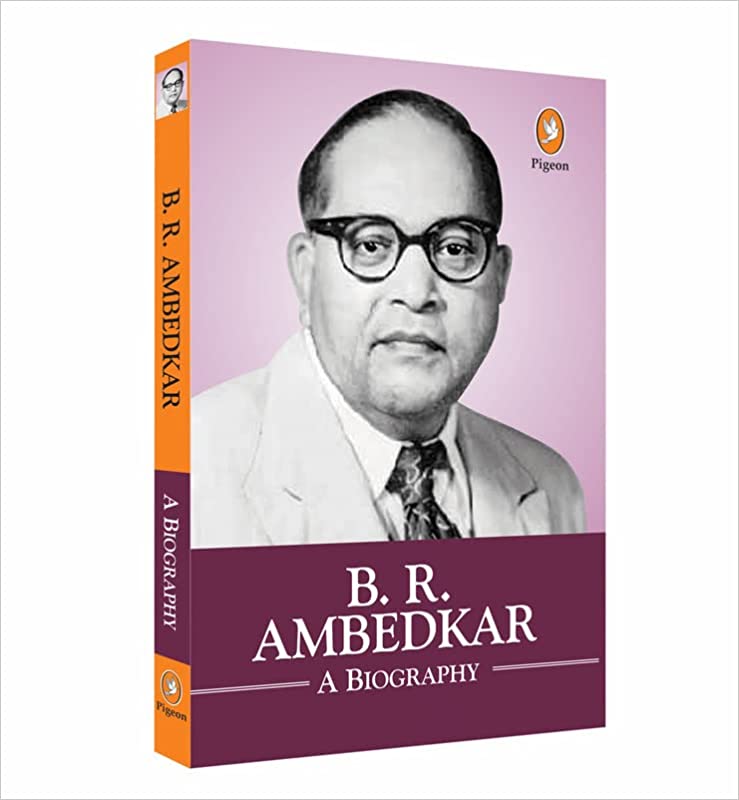 B. R. AMBEDKAR
A BIOGRAPHY
Pigeon
Pigeon
B. R.
AMBEDKAR
A BIOGRAPHY